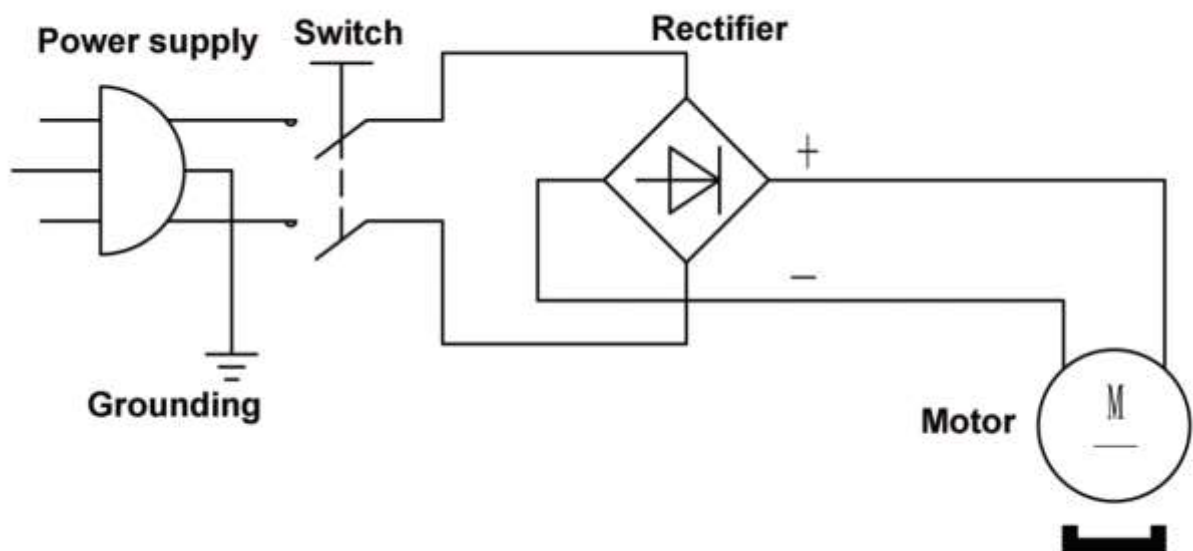 Power supply
Switch
Rectifier
+
−
Grounding
Motor
M